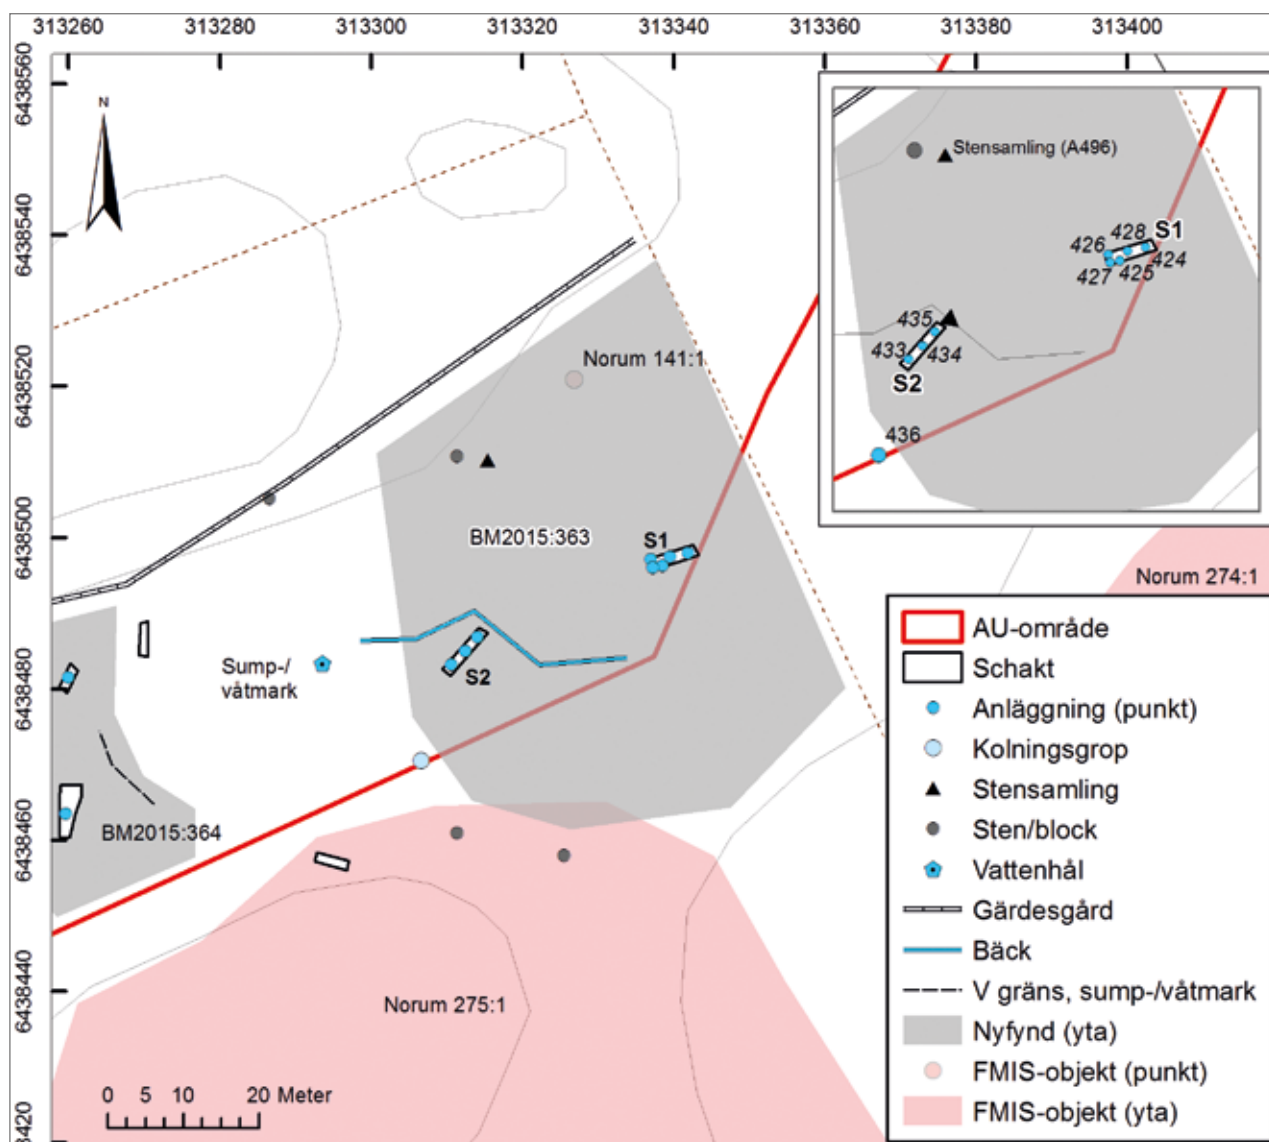 313260 313280 313300 313320 313340 313360 313380 313400
6438560
6438540
6438520
6438500
6438480
6438460
6438440
6438420
N
Stensamling (A496)
S1
428
426
424
425
427
435
433
434
S2
436
Norum 141:1
BM2015:363
S1
S2
Sump-/
våtmark
BM2015:364
Norum 274:1
Norum 275:1
0 5 10 20 Meter
AU-område
Schakt
Anläggning (punkt)
Kolningsgrop
Stensamling
Sten/block
Vattenhål
Gärdesgård
Bäck
V gräns, sump-/våtmark
Nyfynd (yta)
FMIS-objekt (punkt)
FMIS-objekt (yta)